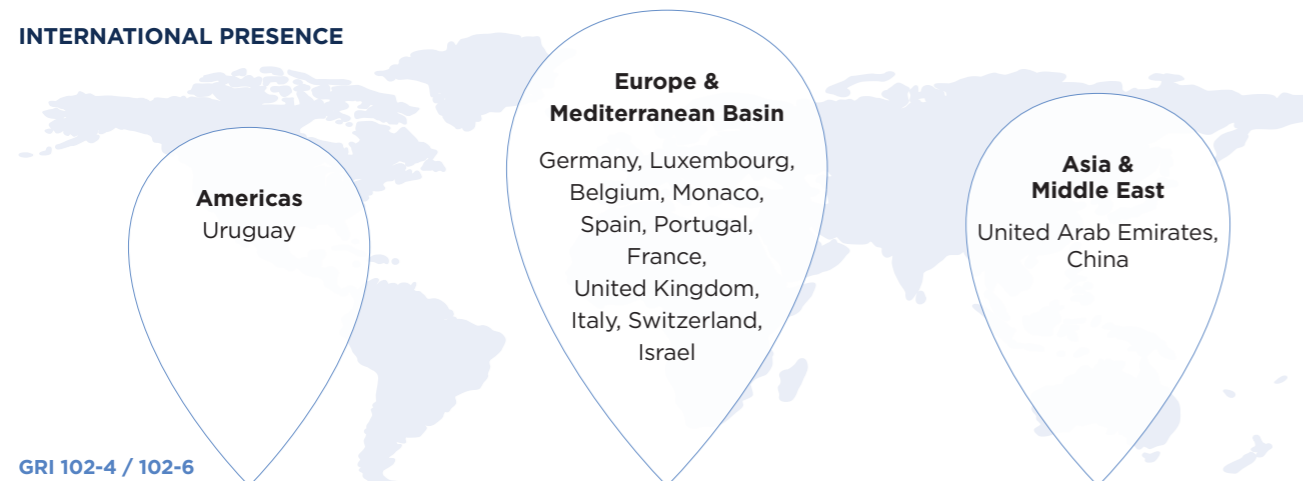 INTERNATIONAL PRESENCE
Europe &
Mediterranean Basin
Germany, Luxembourg,
Belgium, Monaco,
Spain, Portugal,
France,
United Kingdom,
Italy, Switzerland,
Israel
Americas
Uruguay
Asia &
Middle East
United Arab Emirates,
China
GRI 102-4 / 102-6